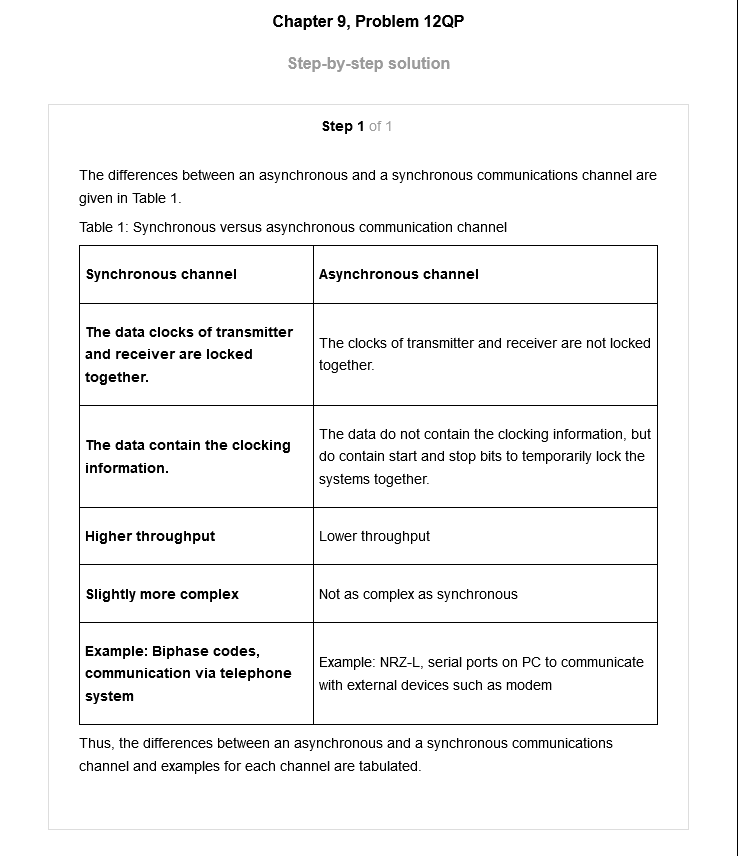 Chapter 9, Problem 12QP
Step-by-step solution
Step 1 of 1
The differences between an asynchronous and a synchronous communications channel are
given in Table 1.
Table 1: Synchronous versus asynchronous communication channel
Synchronous channel
Asynchronous channel
The data clocks of transmitter
and receiver are locked
together.
The clocks of transmitter and receiver are not locked
together.
The data contain the clocking
information.
The data do not contain the clocking information, but
do contain start and stop bits to temporarily lock the
systems together.
Higher throughput
Lower throughput
Slightly more complex
Not as complex as synchronous
Example: Biphase codes,
communication via telephone
system
Example: NRZ-L, serial ports on PC to communicate
with external devices such as modem
Thus, the differences between an asynchronous and a synchronous communications
channel and examples for each channel are tabulated.